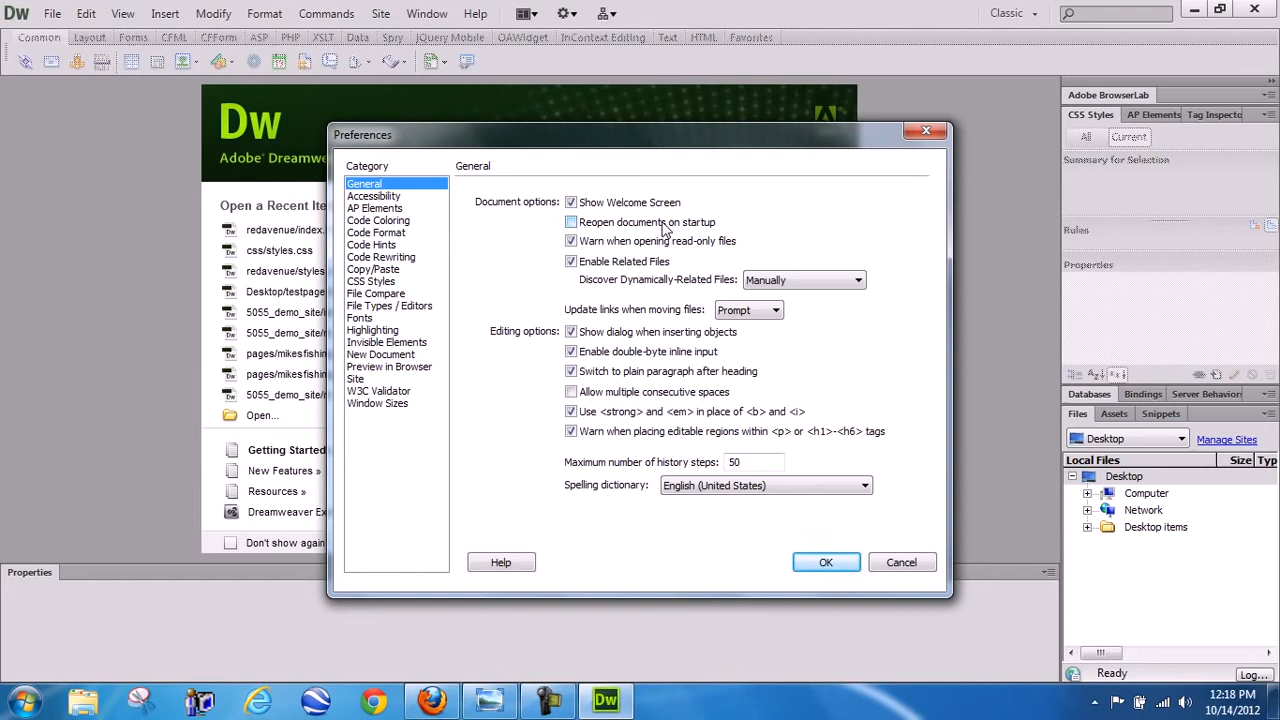 Dw File Edit View Insert Modify Format Commands Site Window Help Classic
Common Layout Forms CFML CFForm ASP PHP XSLT Data Spry jQuery Mobile OAWidget InContext Editing Text HTML Favorites
Dw
Adobe® Dreamwe
Open a Recent Ite
redavenue/index.
css/styles.css
redavenue/styles
Desktop/testpage
5055_demo_site/i
5055_demo_site/
pages/mikesfishin
pages/mikesfishin
5055_demo_site/
Open...
Getting Started
New Features »
Resources »
Dreamweaver Ex
Don't show again
Preferences
Category
General
Accessibility
AP Elements
Code Coloring
Code Format
Code Hints
Code Rewriting
Copy/Paste
CSS Styles
File Compare
File Types / Editors
Fonts
Highlighting
Invisible Elements
New Document
Preview in Browser
Site
W3C Validator
Window Sizes
General
Document options: Show Welcome Screen
Reopen documents on startup
Warn when opening read-only files
Enable Related Files
Discover Dynamically-Related Files: Manually
Update links when moving files: Prompt
Editing options: Show dialog when inserting objects
Enable double-byte inline input
Switch to plain paragraph after heading
Allow multiple consecutive spaces
Use <strong> and <em> in place of <b> and <i>
Warn when placing editable regions within <p> or <h1>-<h6> tags
Maximum number of history steps: 50
Spelling dictionary: English (United States)
Help OK Cancel
Adobe BrowserLab
CSS Styles AP Elements Tag Inspecto
All Current
Summary for Selection
Rules
Properties
Databases Bindings Server Behavior
Files Assets Snippets
Desktop Manage Sites
Local Files Size Typ
Desktop
Computer
Network
Desktop items
Ready Log...
Properties
Dw
12:18 PM
10/14/2012